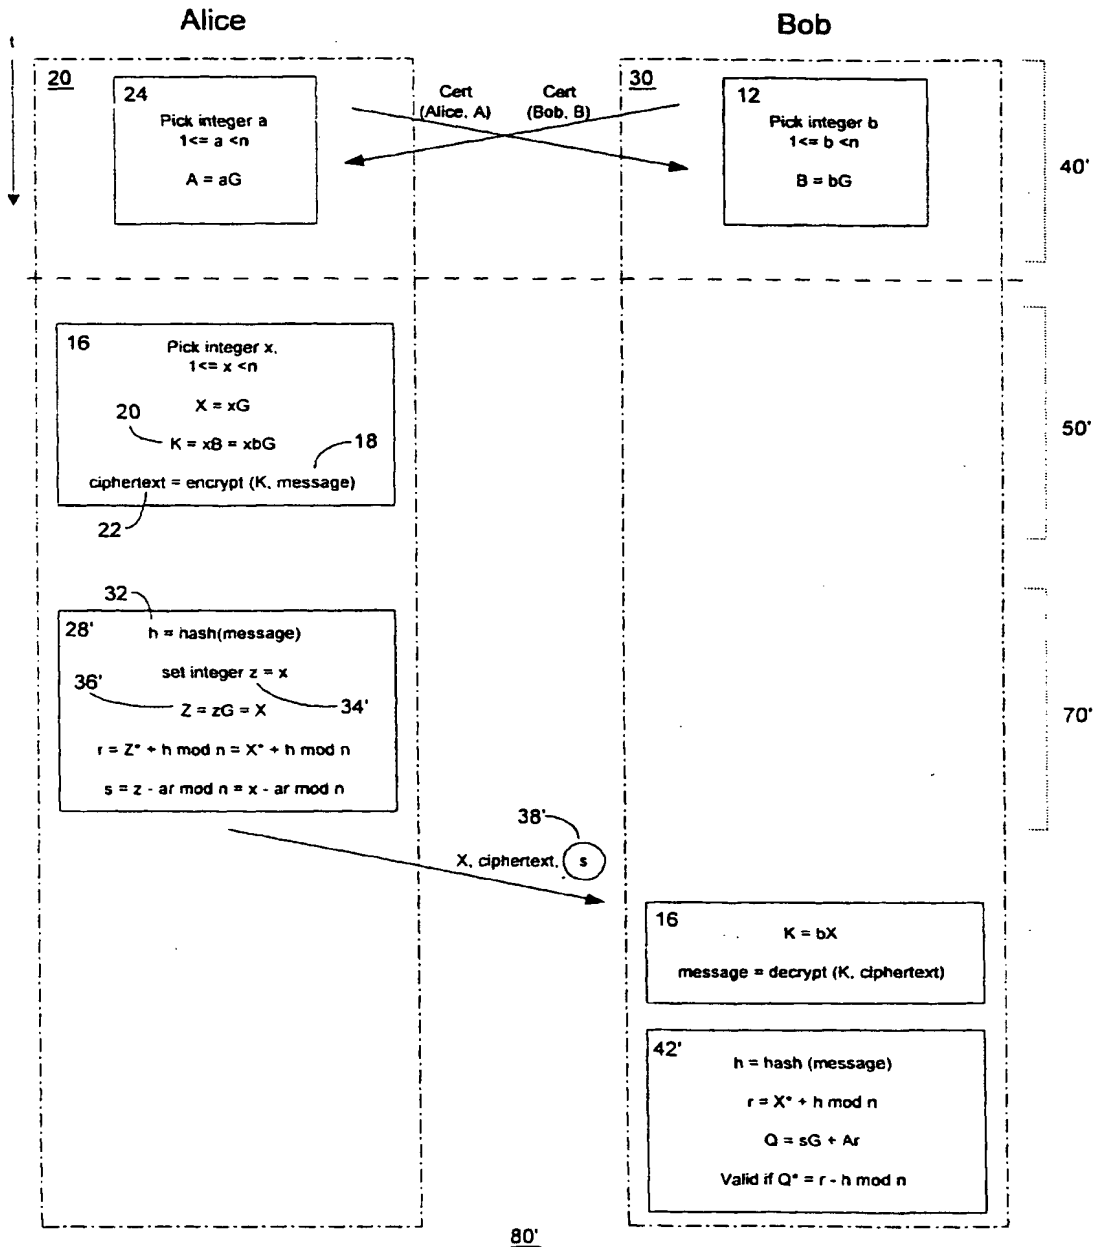 Alice
Bob
t
20
24
Pick integer a
1<= a <n
A = aG
Cert
(Alice, A)
Cert
(Bob, B)
30
12
Pick integer b
1<= b <n
B = bG
40'
16
Pick integer x,
1<= x <n
X = xG
20
K = xB = xbG
18
ciphertext = encrypt (K, message)
22
50'
32
28'
h = hash(message)
set integer z = x
36'
34'
Z = zG = X
r = Z* + h mod n = X* + h mod n
s = z - ar mod n = x - ar mod n
70'
38'
X, ciphertext, s
16
K = bX
message = decrypt (K, ciphertext)
42'
h = hash (message)
r = X* + h mod n
Q = sG + Ar
Valid if Q* = r - h mod n
80'